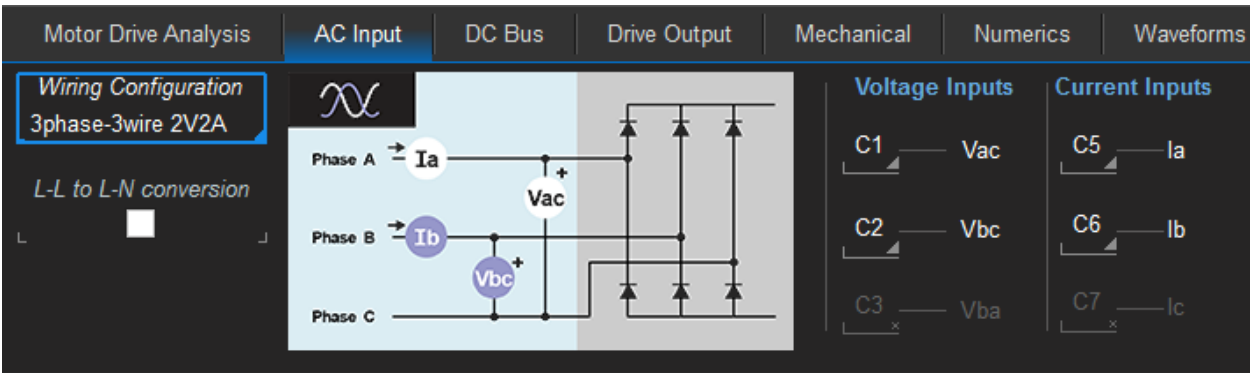 Motor Drive Analysis
AC Input
DC Bus
Drive Output
Mechanical
Numerics
Waveforms
Wiring Configuration
3phase-3wire 2V2A
L-L to L-N conversion
Phase A
Ia
Vac
+
Phase B
Ib
Vbc
+
Phase C
Voltage Inputs
Current Inputs
C1
Vac
C5
Ia
C2
Vbc
C6
Ib
C3
Vba
C7
Ic